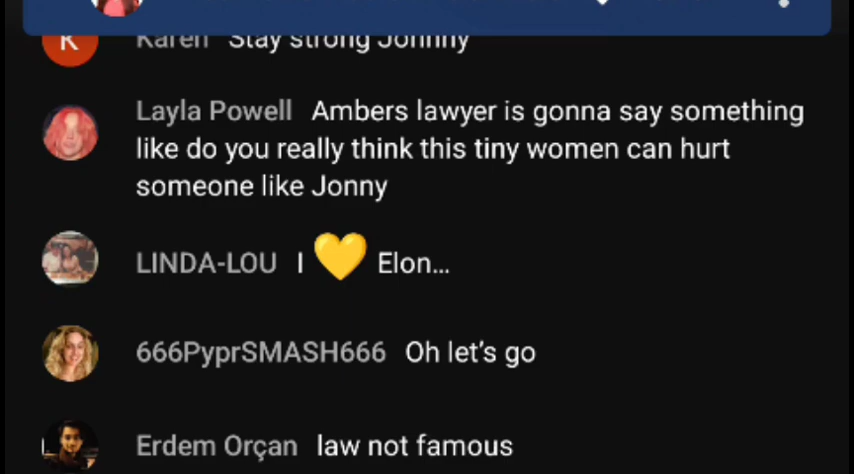 K Karen Stay strong Johnny
Layla Powell Ambers lawyer is gonna say something
like do you really think this tiny women can hurt
someone like Jonny
LINDA-LOU I 💛 Elon...
666PyprSMASH666 Oh let's go
Erdem Orçan law not famous